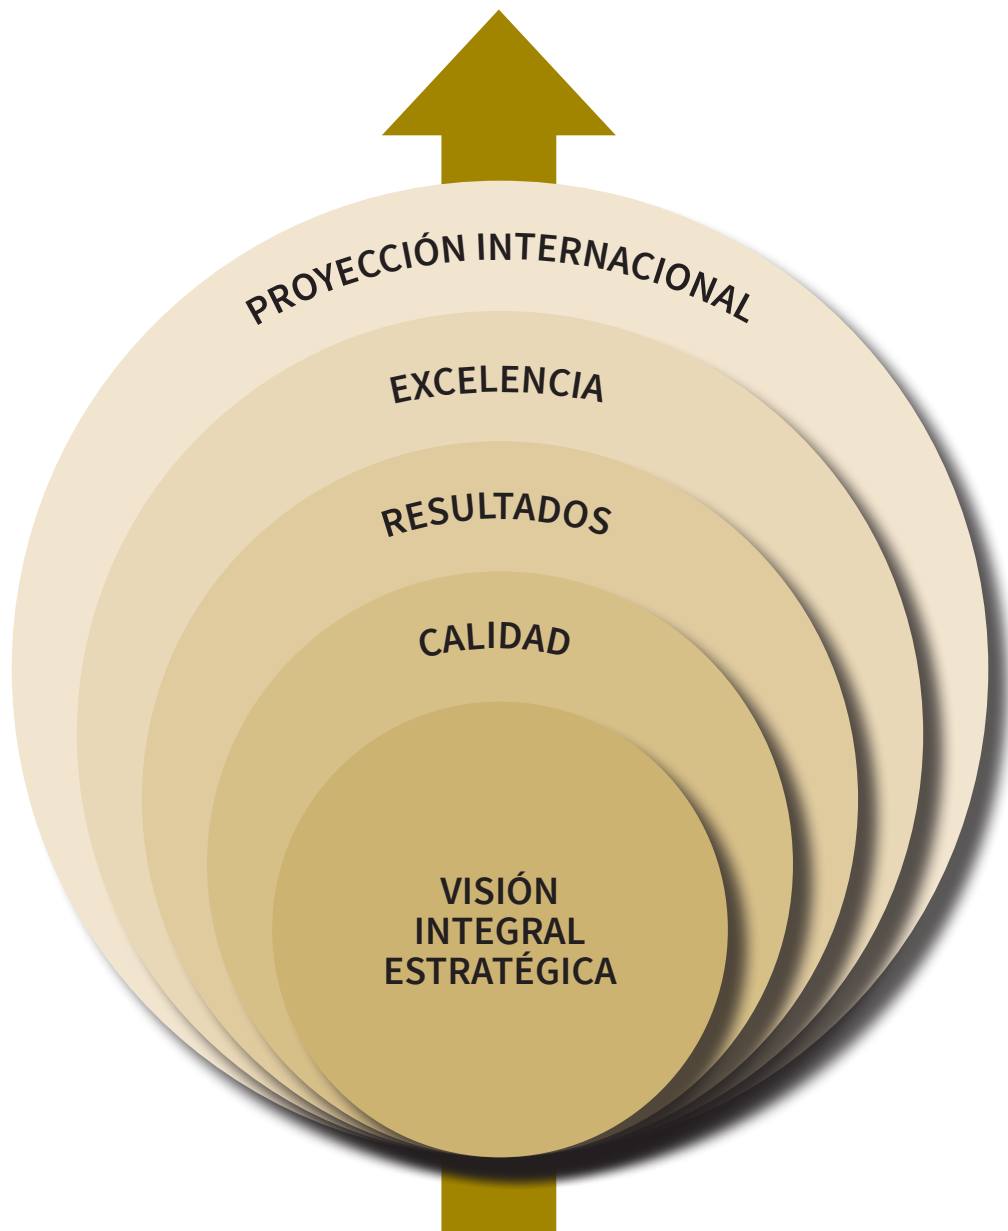 PROYECCIÓN INTERNACIONAL
EXCELENCIA
RESULTADOS
CALIDAD
VISIÓN
INTEGRAL
ESTRATÉGICA